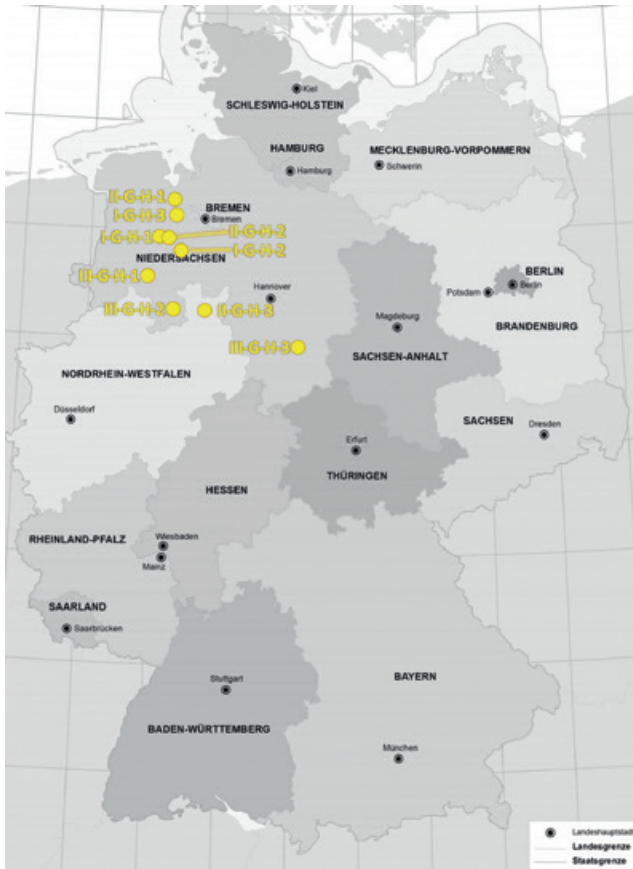 Kiel
SCHLESWIG-HOLSTEIN
HAMBURG
Hamburg
MECKLENBURG-VORPOMMERN
Schwerin
II-G-H-1
I-G-H-3
BREMEN
Bremen
I-G-H-1
II-G-H-2
I-G-H-2
NIEDERSACHSEN
III-G-H-1
Hannover
BERLIN
Berlin
Potsdam
III-G-H-2
II-G-H-3
Magdeburg
BRANDENBURG
III-G-H-3
SACHSEN-ANHALT
NORDRHEIN-WESTFALEN
Düsseldorf
SACHSEN
Dresden
Erfurt
THÜRINGEN
HESSEN
RHEINLAND-PFALZ
Wiesbaden
Mainz
SAARLAND
Saarbrücken
Stuttgart
BAYERN
BADEN-WÜRTTEMBERG
München
Landeshauptstadt
Landesgrenze
Staatsgrenze